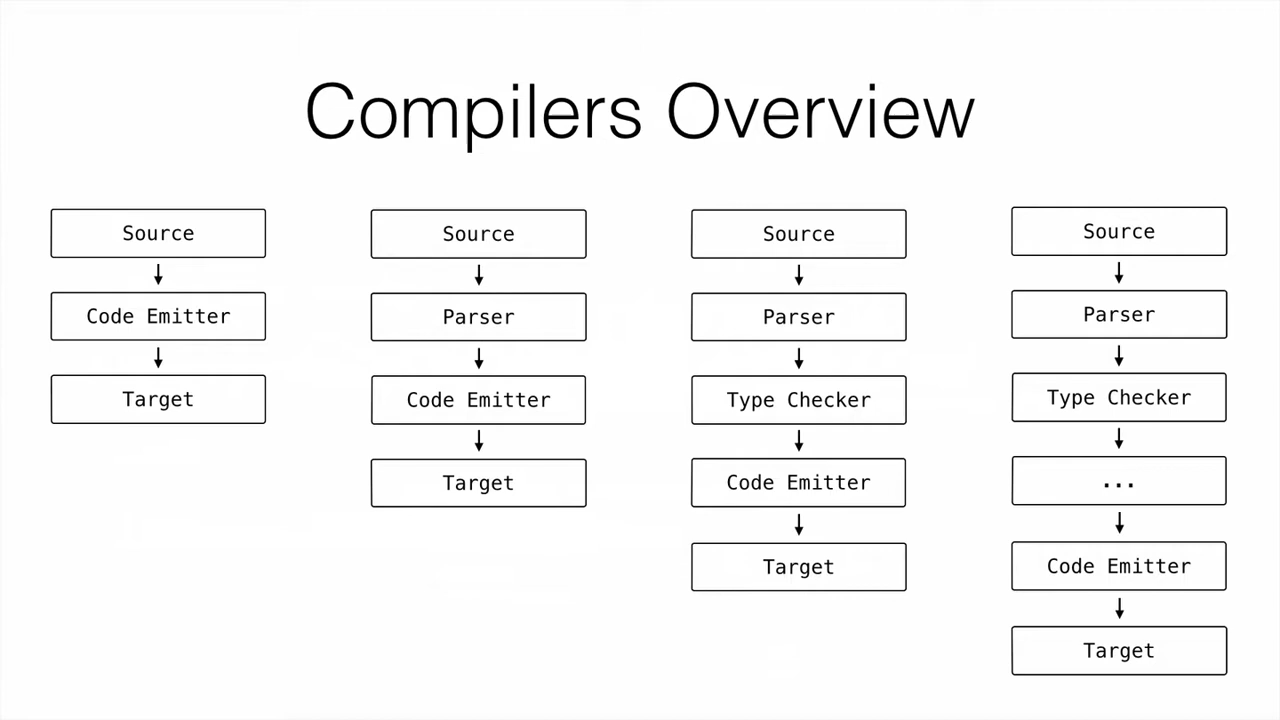 Compilers Overview
Source
Code Emitter
Target
Source
Parser
Code Emitter
Target
Source
Parser
Type Checker
Code Emitter
Target
Source
Parser
Type Checker
...
Code Emitter
Target